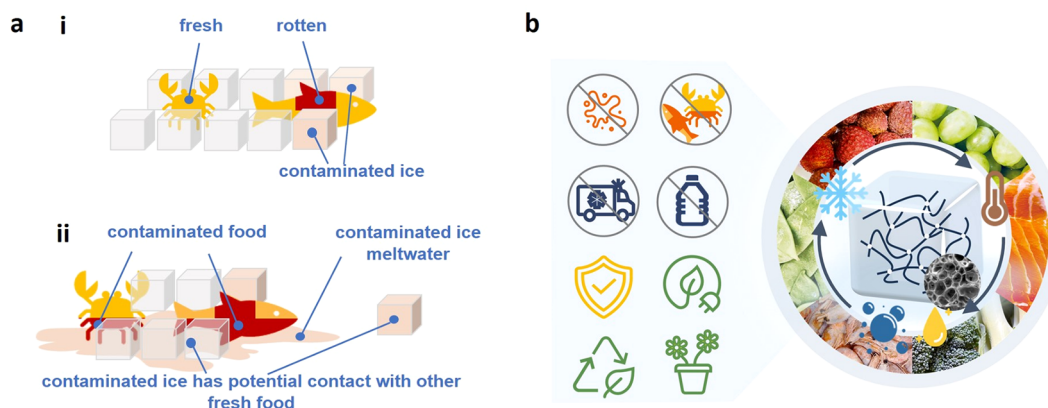 a
i
fresh
rotten
contaminated ice
ii
contaminated food
contaminated ice
meltwater
contaminated ice has potential contact with other
fresh food
b